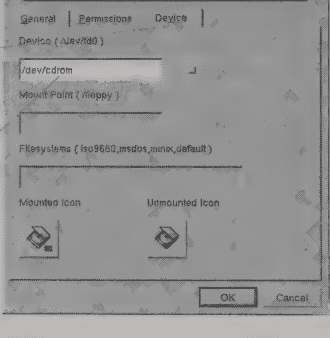 General Permissions Device
Device ( /dev/fd0 )
/dev/cdrom
Mount Point ( /floppy )
Filesystems ( iso9660,msdos,minix,default )
Mounted Icon Unmounted Icon
OK Cancel